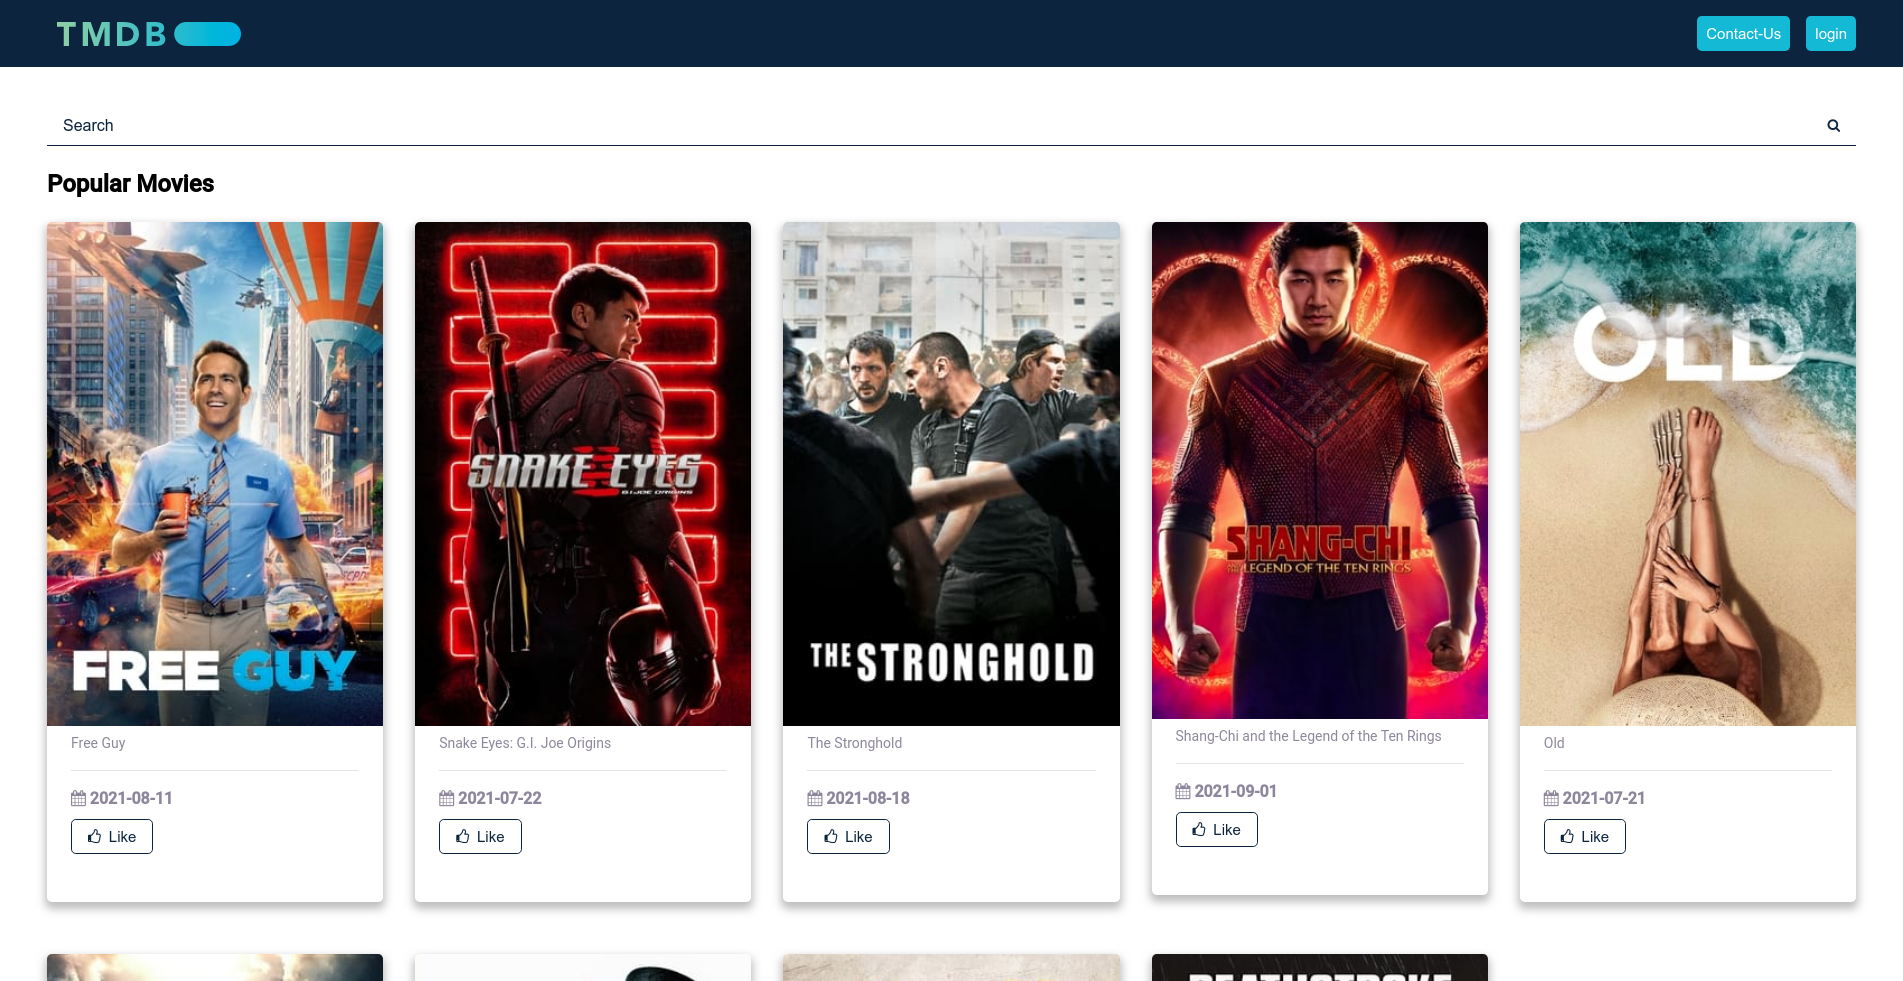 TMDB
Contact-Us
login
Search
Popular Movies
FREE GUY
SNAKE EYES
G.I. JOE ORIGINS
THE STRONGHOLD
SHANG-CHI
AND THE LEGEND OF THE TEN RINGS
OLD
Free Guy
Snake Eyes: G.I. Joe Origins
The Stronghold
Shang-Chi and the Legend of the Ten Rings
Old
2021-08-11
2021-07-22
2021-08-18
2021-09-01
2021-07-21
Like
Like
Like
Like
Like
DEATHSTROKE